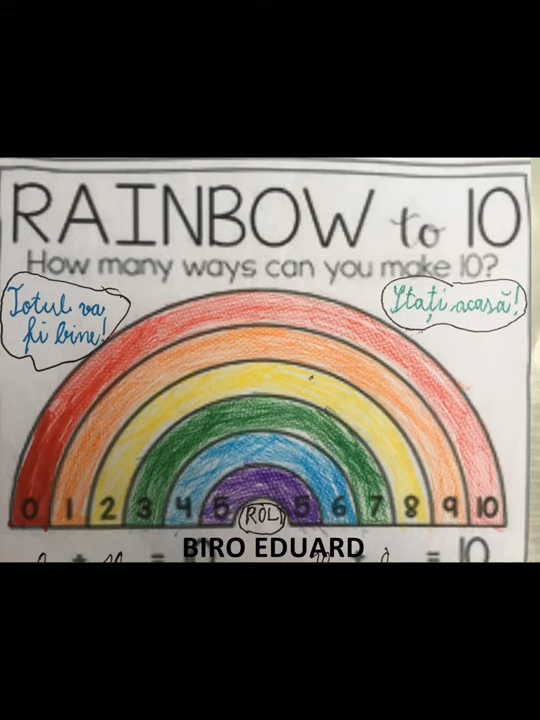 RAINBOW to 10
How many ways can you make 10?
Totul va
fi bine!
Stați acasă!
0 1 2 3 4 5 5 6 7 8 9 10
ROL
BIRO EDUARD
+ = 10 + = 10